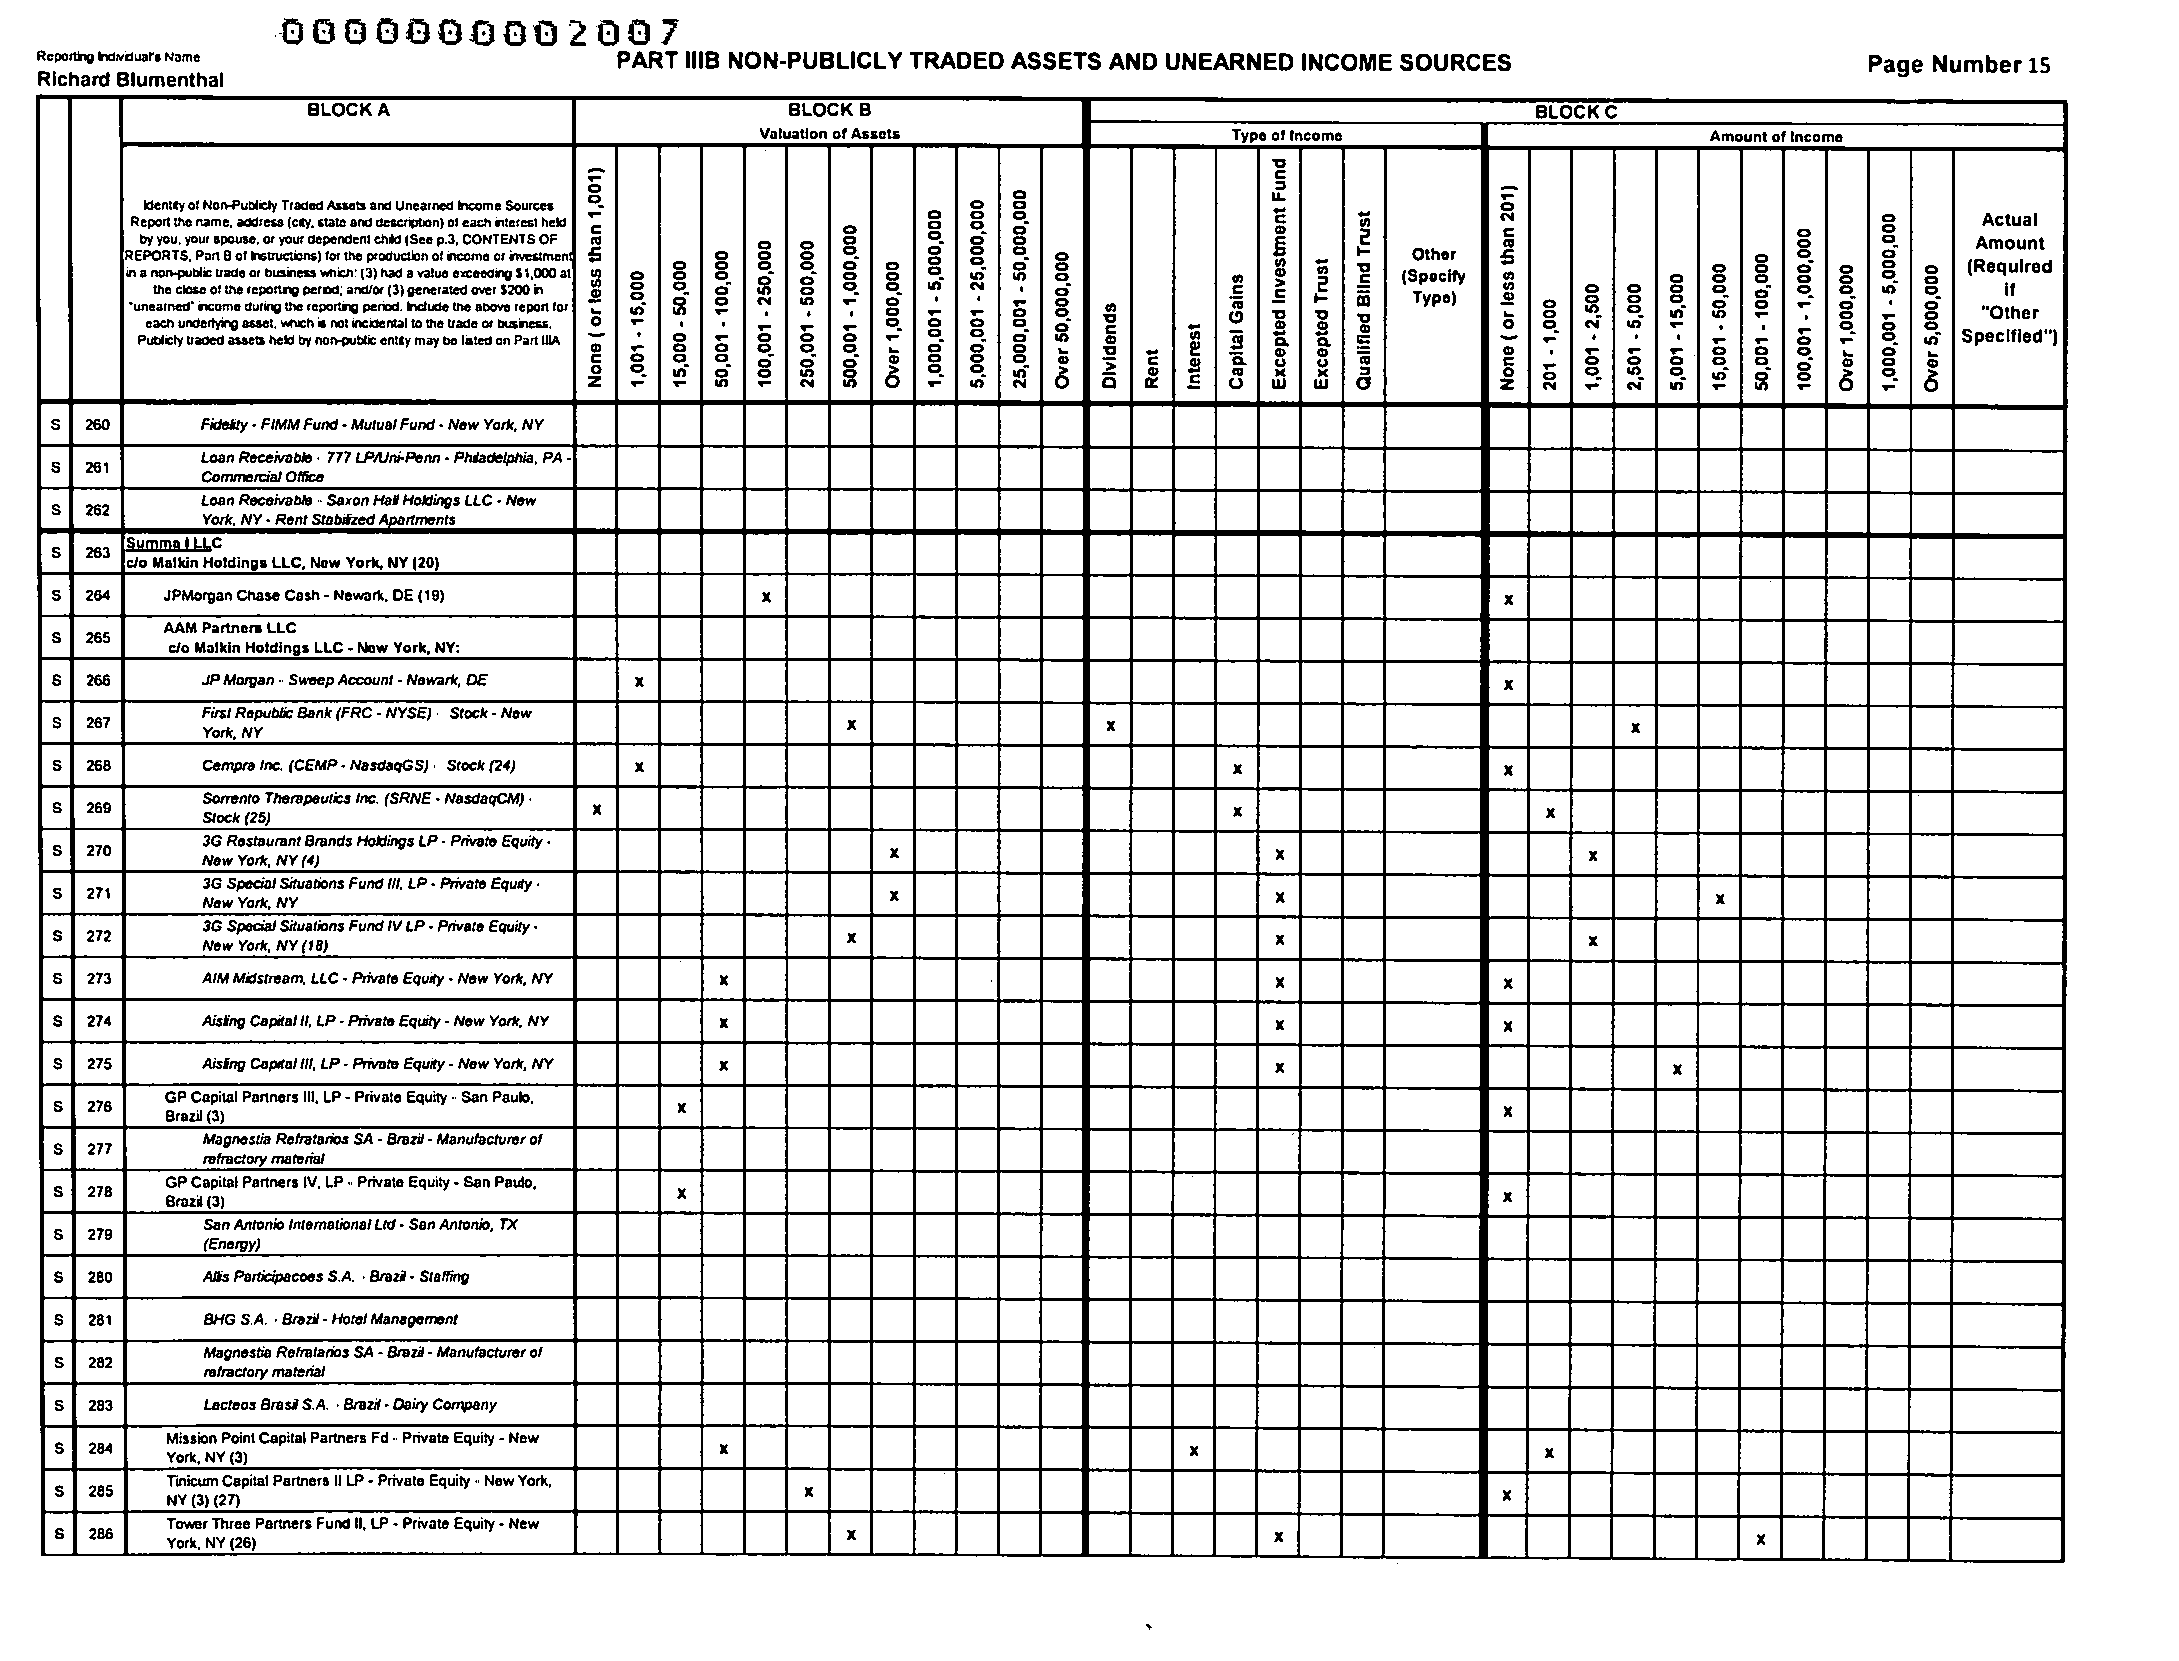 000000002007
Reporting Individual's Name
Richard Blumenthal
PART IIIB NON-PUBLICLY TRADED ASSETS AND UNEARNED INCOME SOURCES
Page Number 15
BLOCK A
BLOCK B
BLOCK C
Valuation of Assets
Type of Income
Amount of Income
Identity of Non-Publicly Traded Assets and Unearned Income Sources
Report the name, address (city, state and description) of each interest held
by you, your spouse, or your dependent child (See p.3, CONTENTS OF
REPORTS, Part B of Instructions) for the production of income or investment
in a non-public trade or business which: (3) had a value exceeding $1,000 at
the close of the reporting period; and/or (3) generated over $200 in
"unearned" income during the reporting period. Include the above report for
each underlying asset, which is not incidental to the trade or business.
Publicly traded assets held by non-public entity may be listed on Part IIIA
None ( or less than 1,001)
1,001 - 15,000
15,000 - 50,000
50,001 - 100,000
100,001 - 250,000
250,001 - 500,000
500,001 - 1,000,000
Over 1,000,000
1,000,001 - 5,000,000
5,000,001 - 25,000,000
25,000,001 - 50,000,000
Over 50,000,000
Dividends
Rent
Interest
Capital Gains
Excepted Investment Fund
Excepted Trust
Qualified Blind Trust
Other
(Specify
Type)
None ( or less than 201)
201 - 1,000
1,001 - 2,500
2,501 - 5,000
5,001 - 15,000
15,001 - 50,000
50,001 - 100,000
100,001 - 1,000,000
Over 1,000,000
1,000,001 - 5,000,000
Over 5,000,000
Actual
Amount
(Required
if
"Other
Specified")
S 260 Fidelity - FIMM Fund - Mutual Fund - New York, NY
S 261 Loan Receivable - 777 LP/Uni-Penn - Philadelphia, PA -
Commercial Office
S 262 Loan Receivable - Saxon Hall Holdings LLC - New
York, NY - Rent Stabilized Apartments
S 263 Summa I LLC
c/o Malkin Holdings LLC, New York, NY (20)
S 264 JPMorgan Chase Cash - Newark, DE (19) x x
S 265 AAM Partners LLC
c/o Malkin Holdings LLC - New York, NY:
S 266 JP Morgan - Sweep Account - Newark, DE x x
S 267 First Republic Bank (FRC - NYSE) - Stock - New
York, NY x x x
S 268 Cempra Inc. (CEMP - NasdaqGS) - Stock (24) x x x
S 269 Sorrento Therapeutics Inc. (SRNE - NasdaqCM) -
Stock (25) x x x
S 270 3G Restaurant Brands Holdings LP - Private Equity -
New York, NY (4) x x x
S 271 3G Special Situations Fund III, LP - Private Equity -
New York, NY x x x
S 272 3G Special Situations Fund IV LP - Private Equity -
New York, NY (18) x x x
S 273 AIM Midstream, LLC - Private Equity - New York, NY x x x
S 274 Aisling Capital II, LP - Private Equity - New York, NY x x x
S 275 Aisling Capital III, LP - Private Equity - New York, NY x x x
S 276 GP Capital Partners III, LP - Private Equity - San Paulo,
Brazil (3) x x
S 277 Magnestia Refratarios SA - Brazil - Manufacturer of
refractory material
S 278 GP Capital Partners IV, LP - Private Equity - San Paulo,
Brazil (3) x x
S 279 San Antonio International Ltd - San Antonio, TX
(Energy)
S 280 Allis Participacoes S.A. - Brazil - Staffing
S 281 BHG S.A. - Brazil - Hotel Management
S 282 Magnestia Refratarios SA - Brazil - Manufacturer of
refractory material
S 283 Lacteos Brasil S.A. - Brazil - Dairy Company
S 284 Mission Point Capital Partners Fd - Private Equity - New
York, NY (3) x x x
S 285 Tinicum Capital Partners II LP - Private Equity - New York,
NY (3) (27) x x
S 286 Tower Three Partners Fund II, LP - Private Equity - New
York, NY (26) x x x